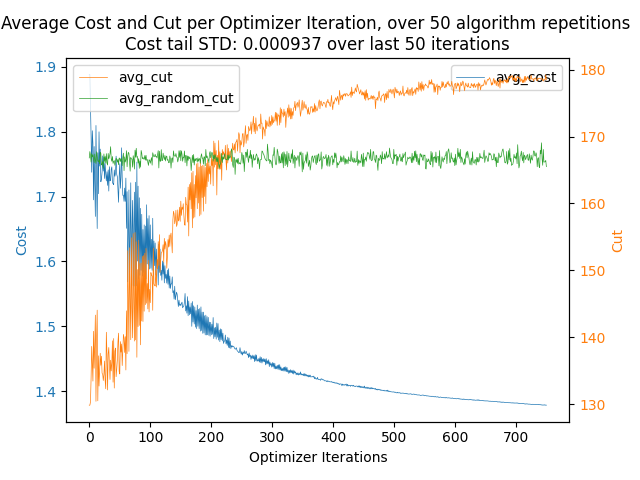 Average Cost and Cut per Optimizer Iteration, over 50 algorithm repetitions
Cost tail STD: 0.000937 over last 50 iterations
avg_cut
avg_random_cut
avg_cost
1.9
1.8
1.7
1.6
1.5
1.4
Cost
180
170
160
150
140
130
Cut
0 100 200 300 400 500 600 700
Optimizer Iterations